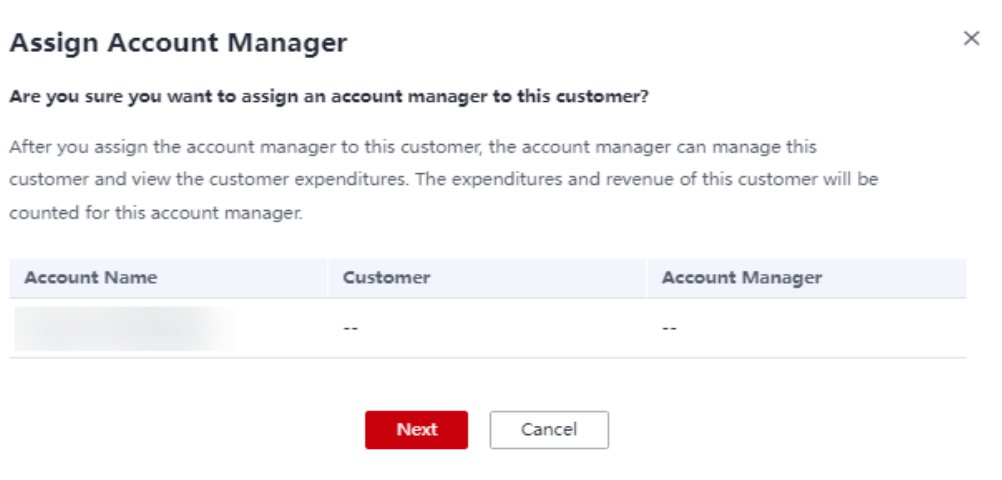 Assign Account Manager
Are you sure you want to assign an account manager to this customer?
After you assign the account manager to this customer, the account manager can manage this
customer and view the customer expenditures. The expenditures and revenue of this customer will be
counted for this account manager.
Account Name Customer Account Manager
-- --
Next Cancel